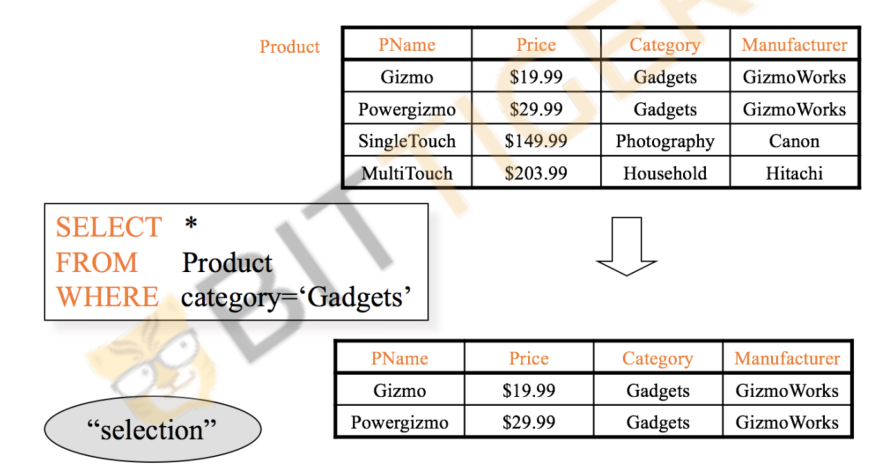 Product
PName Price Category Manufacturer
Gizmo $19.99 Gadgets GizmoWorks
Powergizmo $29.99 Gadgets GizmoWorks
SingleTouch $149.99 Photography Canon
MultiTouch $203.99 Household Hitachi
SELECT *
FROM Product
WHERE category=‘Gadgets’
PName Price Category Manufacturer
Gizmo $19.99 Gadgets GizmoWorks
Powergizmo $29.99 Gadgets GizmoWorks
“selection”
BITTIGER